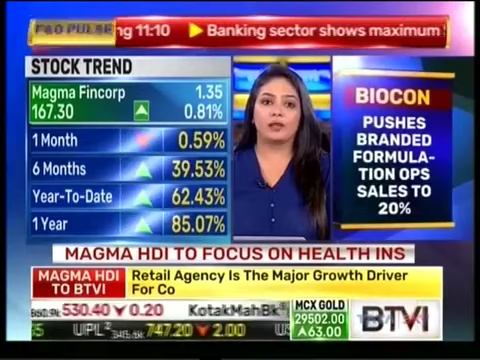 F&O PULSE
ng 11:10 Banking sector shows maximum
STOCK TREND
Magma Fincorp 1.35
167.30 0.81%
1 Month 0.59%
6 Months 39.53%
Year-To-Date 62.43%
1 Year 85.07%
BIOCON
PUSHES
BRANDED
FORMULA-
TION OPS
SALES TO
20%
MAGMA HDI TO FOCUS ON HEALTH INS
MAGMA HDI
TO BTVI
Retail Agency Is The Major Growth Driver
For Co
530.40 0.20 KotakMahBk
UPL 747.20 2.00
MCX GOLD
29502.00
63.00
BTVI